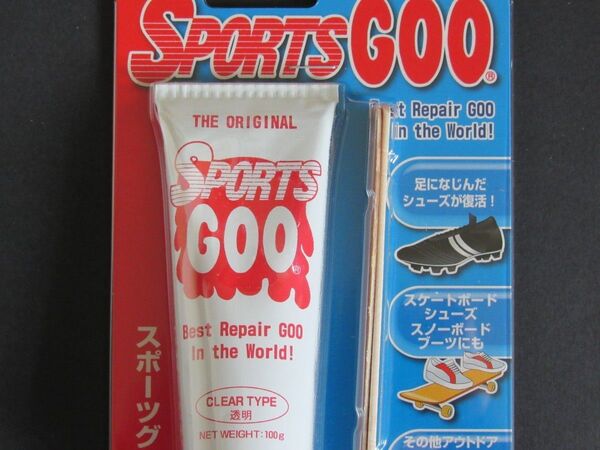 SPORTS GOO®
Best Repair GOO
in the World!
THE ORIGINAL
SPORTS
GOO®
Best Repair GOO
In the World!
CLEAR TYPE
透明
NET WEIGHT:100g
スポーツグ
足になじんだ
シューズが復活！
スケートボード
シューズ
スノーボード
ブーツにも
その他アウトドア